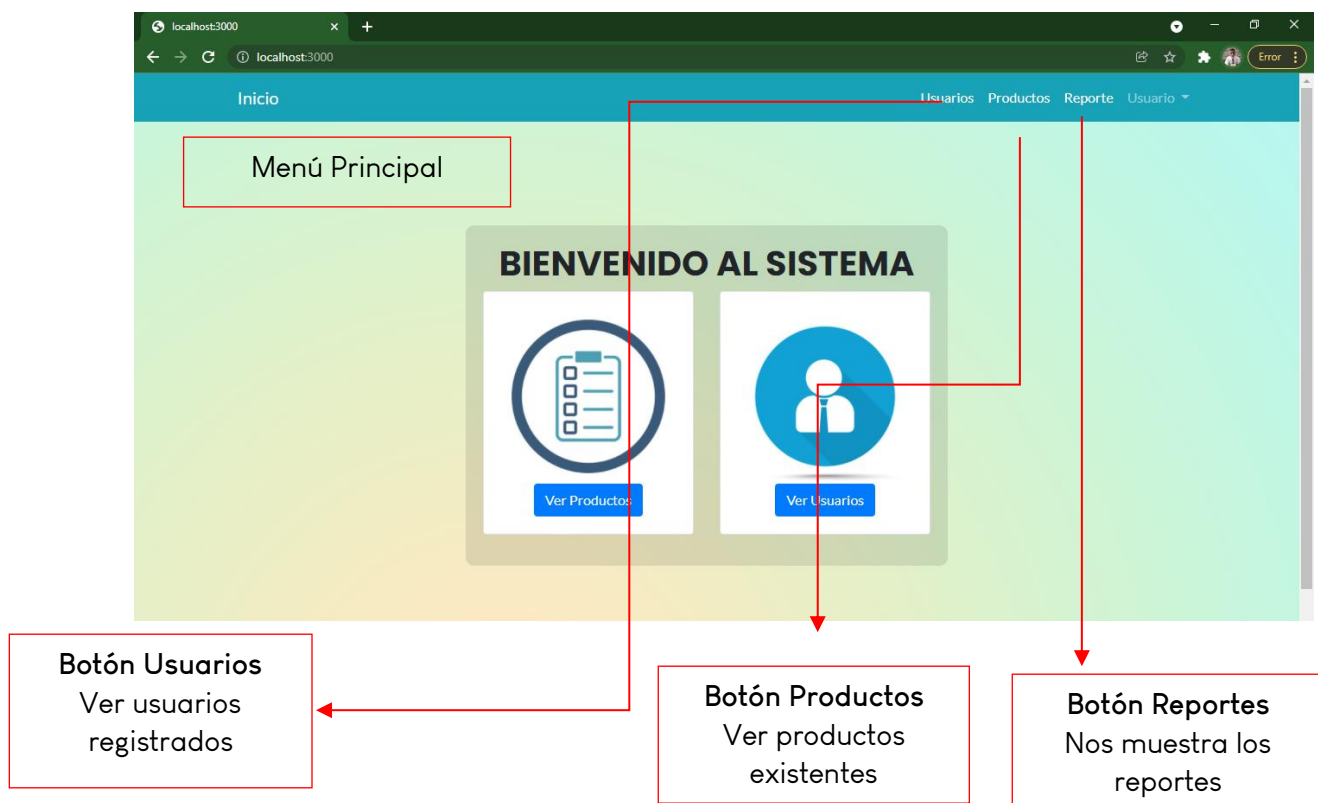 localhost:3000
localhost:3000
Error
Inicio
Usuarios Productos Reporte Usuario
Menú Principal
BIENVENIDO AL SISTEMA
Ver Productos
Ver Usuarios
Botón Usuarios
Ver usuarios
registrados
Botón Productos
Ver productos
existentes
Botón Reportes
Nos muestra los
reportes